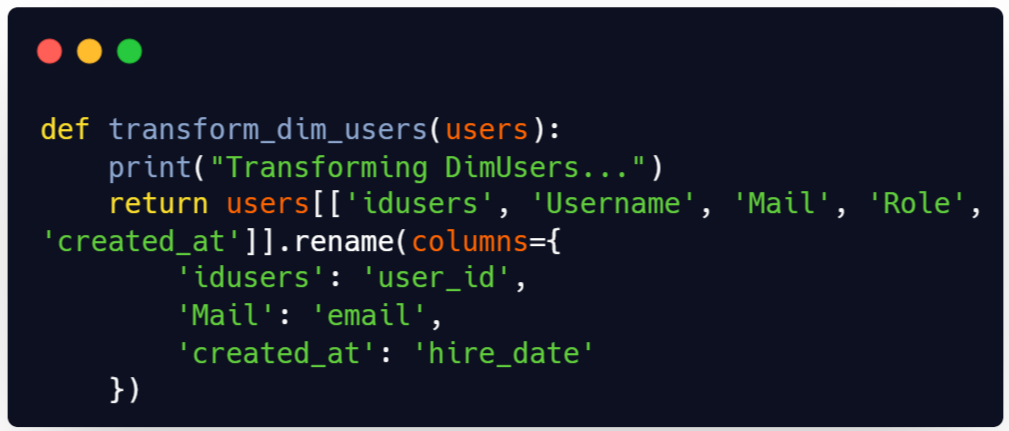 def transform_dim_users(users):
    print("Transforming DimUsers...")
    return users[['idusers', 'Username', 'Mail', 'Role',
'created_at']].rename(columns={
        'idusers': 'user_id',
        'Mail': 'email',
        'created_at': 'hire_date'
    })